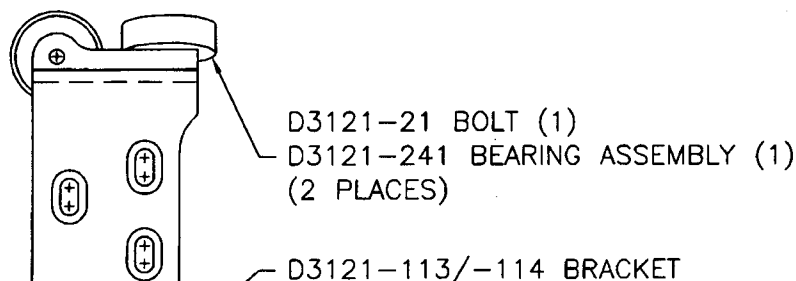 D3121-21 BOLT (1)
D3121-241 BEARING ASSEMBLY (1)
(2 PLACES)
D3121-113/-114 BRACKET